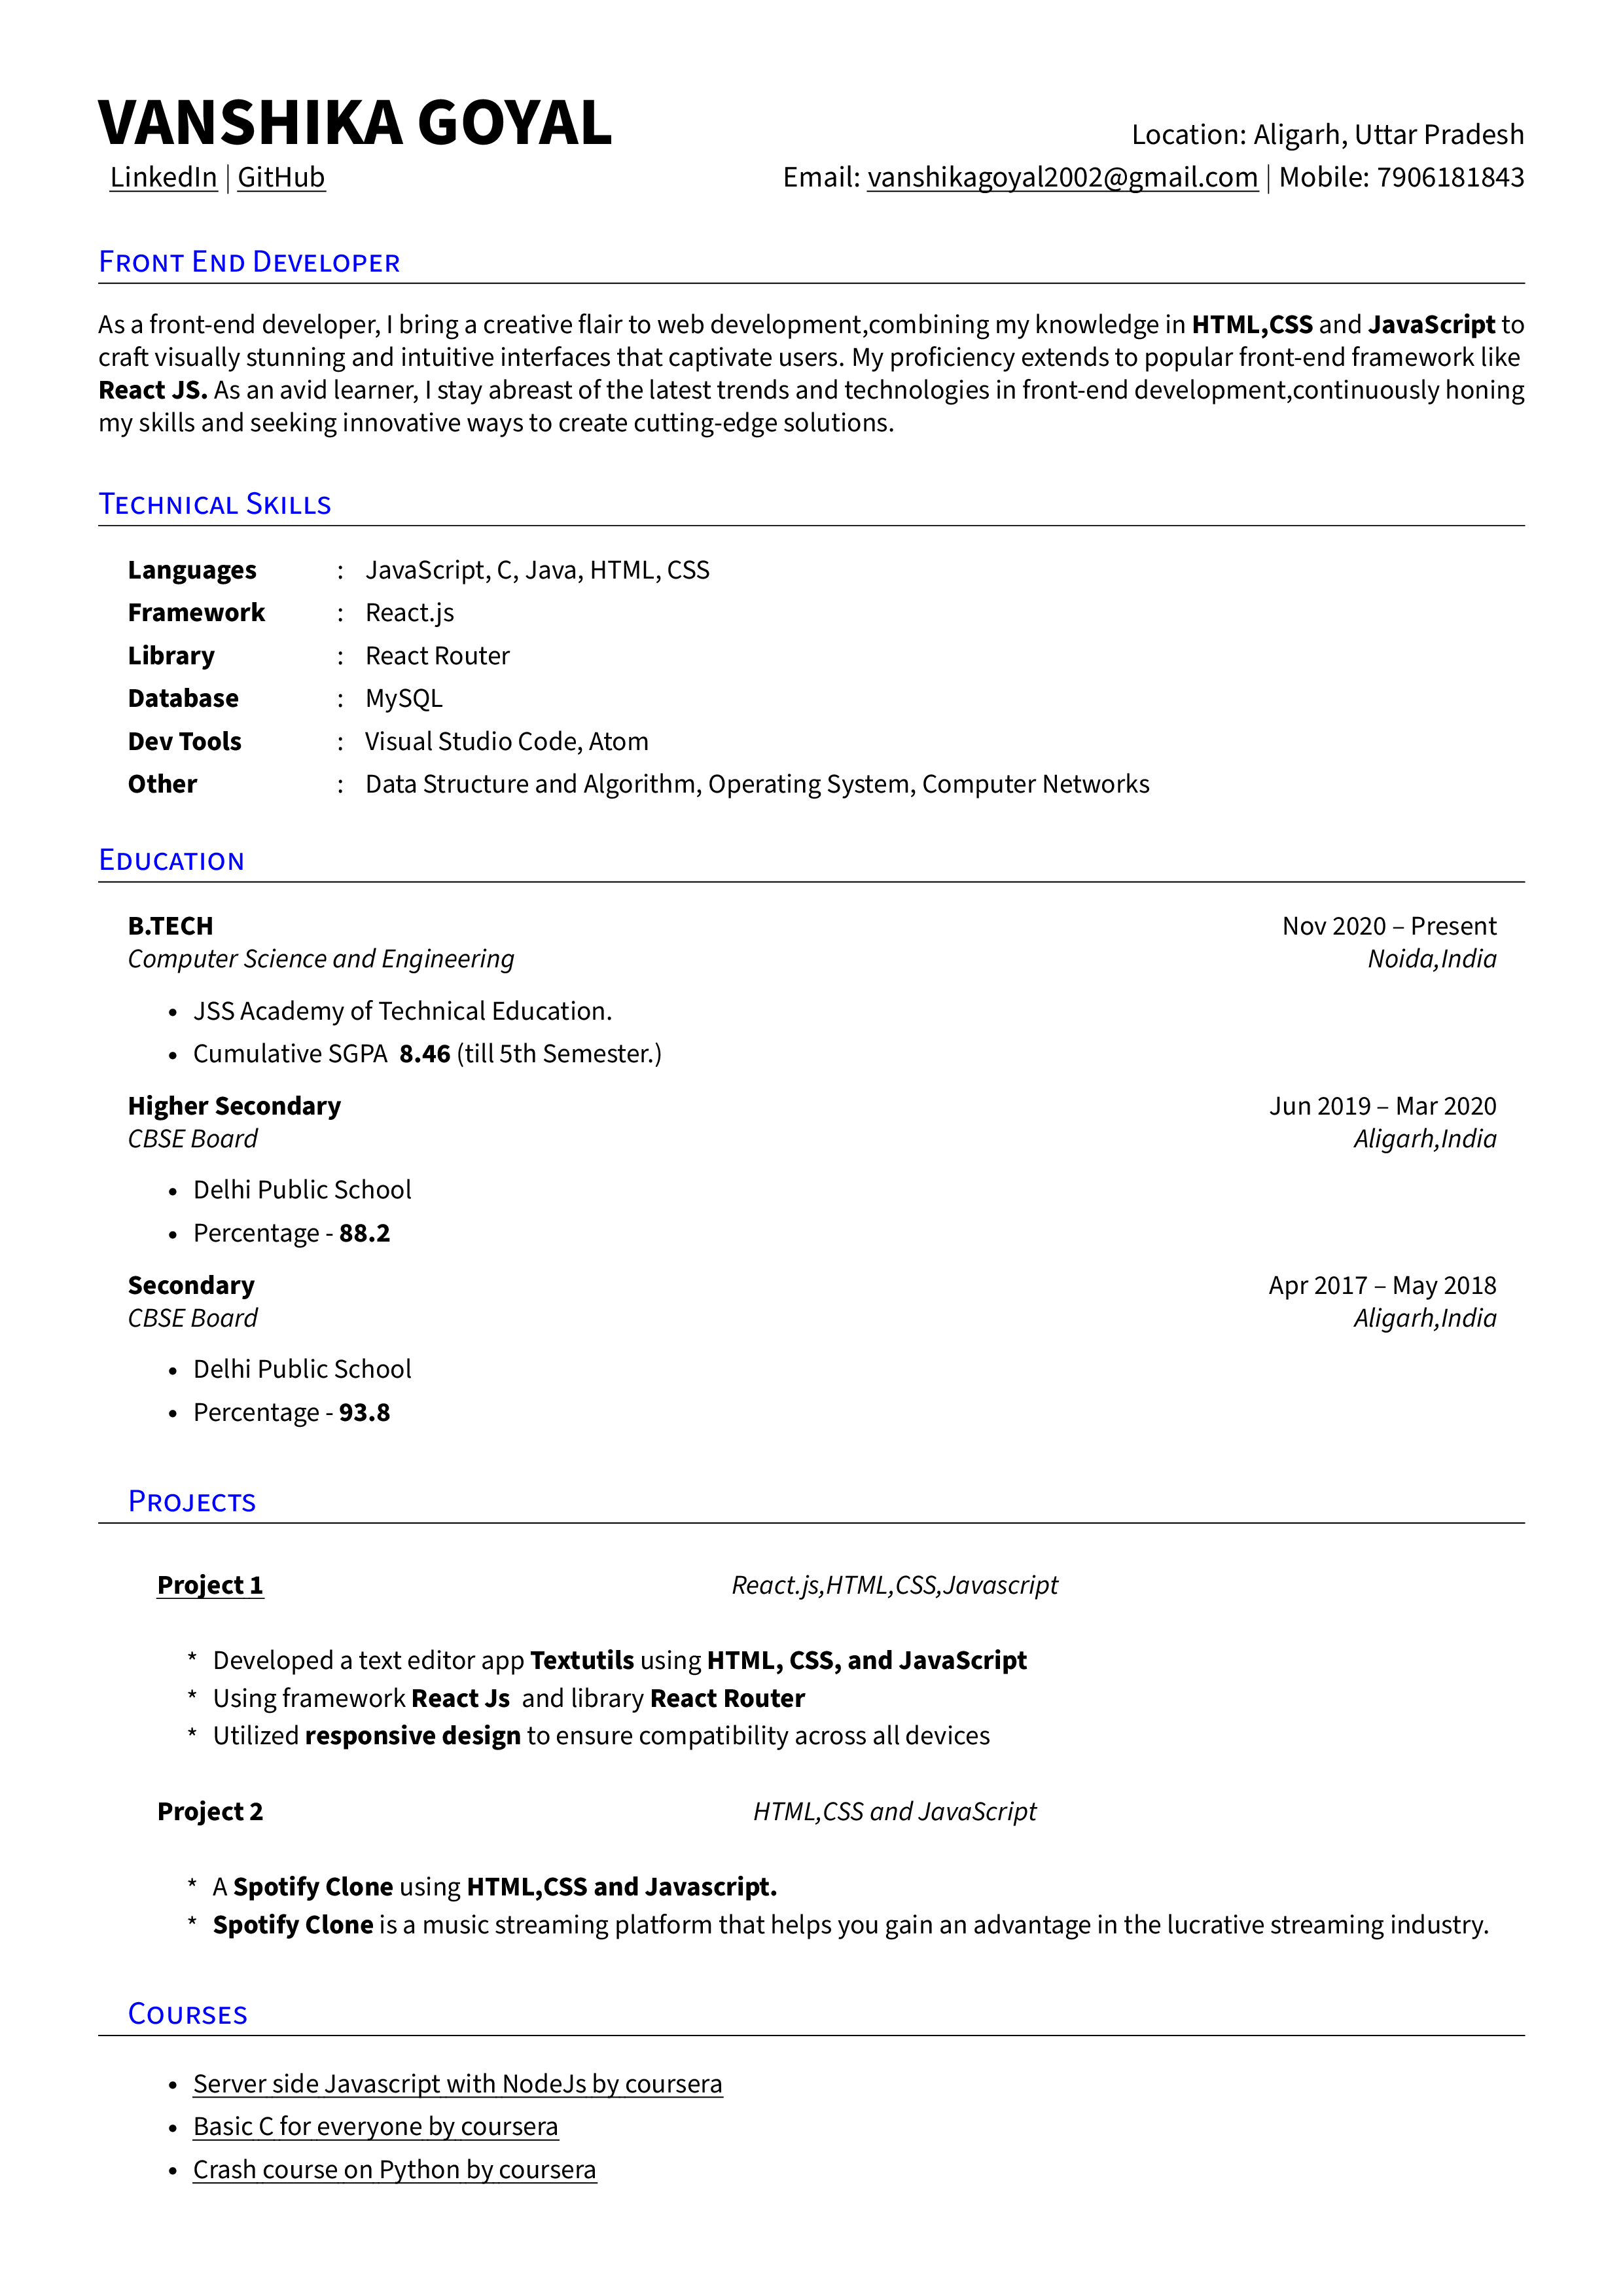 VANSHIKA GOYAL
Location: Aligarh, Uttar Pradesh
LinkedIn | GitHub
Email: vanshikagoyal2002@gmail.com | Mobile: 7906181843
Front End Developer
As a front-end developer, I bring a creative flair to web development,combining my knowledge in HTML,CSS and JavaScript to
craft visually stunning and intuitive interfaces that captivate users. My proficiency extends to popular front-end framework like
React JS. As an avid learner, I stay abreast of the latest trends and technologies in front-end development,continuously honing
my skills and seeking innovative ways to create cutting-edge solutions.
Technical Skills
Languages : JavaScript, C, Java, HTML, CSS
Framework : React.js
Library : React Router
Database : MySQL
Dev Tools : Visual Studio Code, Atom
Other : Data Structure and Algorithm, Operating System, Computer Networks
Education
B.TECH Nov 2020 – Present
Computer Science and Engineering Noida,India
• JSS Academy of Technical Education.
• Cumulative SGPA 8.46 (till 5th Semester.)
Higher Secondary Jun 2019 – Mar 2020
CBSE Board Aligarh,India
• Delhi Public School
• Percentage - 88.2
Secondary Apr 2017 – May 2018
CBSE Board Aligarh,India
• Delhi Public School
• Percentage - 93.8
Projects
Project 1 React.js,HTML,CSS,Javascript
* Developed a text editor app Textutils using HTML, CSS, and JavaScript
* Using framework React Js and library React Router
* Utilized responsive design to ensure compatibility across all devices
Project 2 HTML,CSS and JavaScript
* A Spotify Clone using HTML,CSS and Javascript.
* Spotify Clone is a music streaming platform that helps you gain an advantage in the lucrative streaming industry.
Courses
• Server side Javascript with NodeJs by coursera
• Basic C for everyone by coursera
• Crash course on Python by coursera